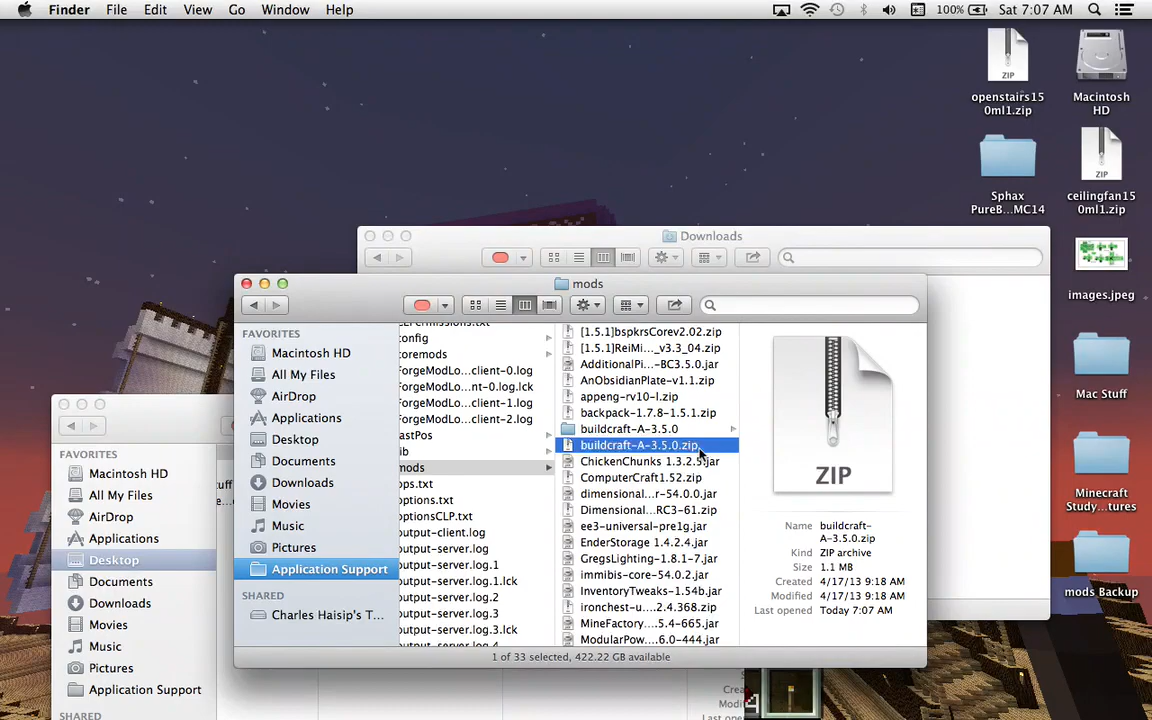 Finder File Edit View Go Window Help
100% Sat 7:07 AM
ZIP
openstairs15
0ml1.zip
Macintosh
HD
Sphax
PureB...MC14
ZIP
ceilingfan15
0ml1.zip
images.jpeg
Mac Stuff
Minecraft
Study...tures
mods Backup
Downloads
mods
FAVORITES
Macintosh HD
All My Files
AirDrop
Applications
Desktop
Documents
Downloads
Movies
Music
Pictures
Application Support
SHARED
Charles Haisip's T...
config
coremods
ForgeModLo...client-0.log
ForgeModLo...nt-0.log.lck
ForgeModLo...client-1.log
ForgeModLo...client-2.log
lastPos
lib
mods
ops.txt
options.txt
optionsCLP.txt
output-client.log
output-server.log
output-server.log.1
output-server.log.1.lck
output-server.log.2
output-server.log.3
output-server.log.3.lck
output-server.log.4
[1.5.1]bspkrsCorev2.02.zip
[1.5.1]ReiMi..._v3.3_04.zip
AdditionalPi...-BC3.5.0.jar
AnObsidianPlate-v1.1.zip
appeng-rv10-l.zip
backpack-1.7.8-1.5.1.zip
buildcraft-A-3.5.0
buildcraft-A-3.5.0.zip
ChickenChunks 1.3.2.5.jar
ComputerCraft1.52.zip
dimensional...r-54.0.0.jar
Dimensional...RC3-61.zip
ee3-universal-pre1g.jar
EnderStorage 1.4.2.4.jar
GregsLighting-1.8.1-7.jar
immibis-core-54.0.2.jar
InventoryTweaks-1.54b.jar
ironchest-u....2.4.368.zip
MineFactory...5.4-665.jar
ModularPow...6.0-444.jar
ZIP
Name buildcraft-
A-3.5.0.zip
Kind ZIP archive
Size 1.1 MB
Created 4/17/13 9:18 AM
Modified 4/17/13 9:18 AM
Last opened Today 7:07 AM
1 of 33 selected, 422.22 GB available
FAVORITES
Macintosh HD
All My Files
AirDrop
Applications
Desktop
Documents
Downloads
Movies
Music
Pictures
Application Support
SHARED